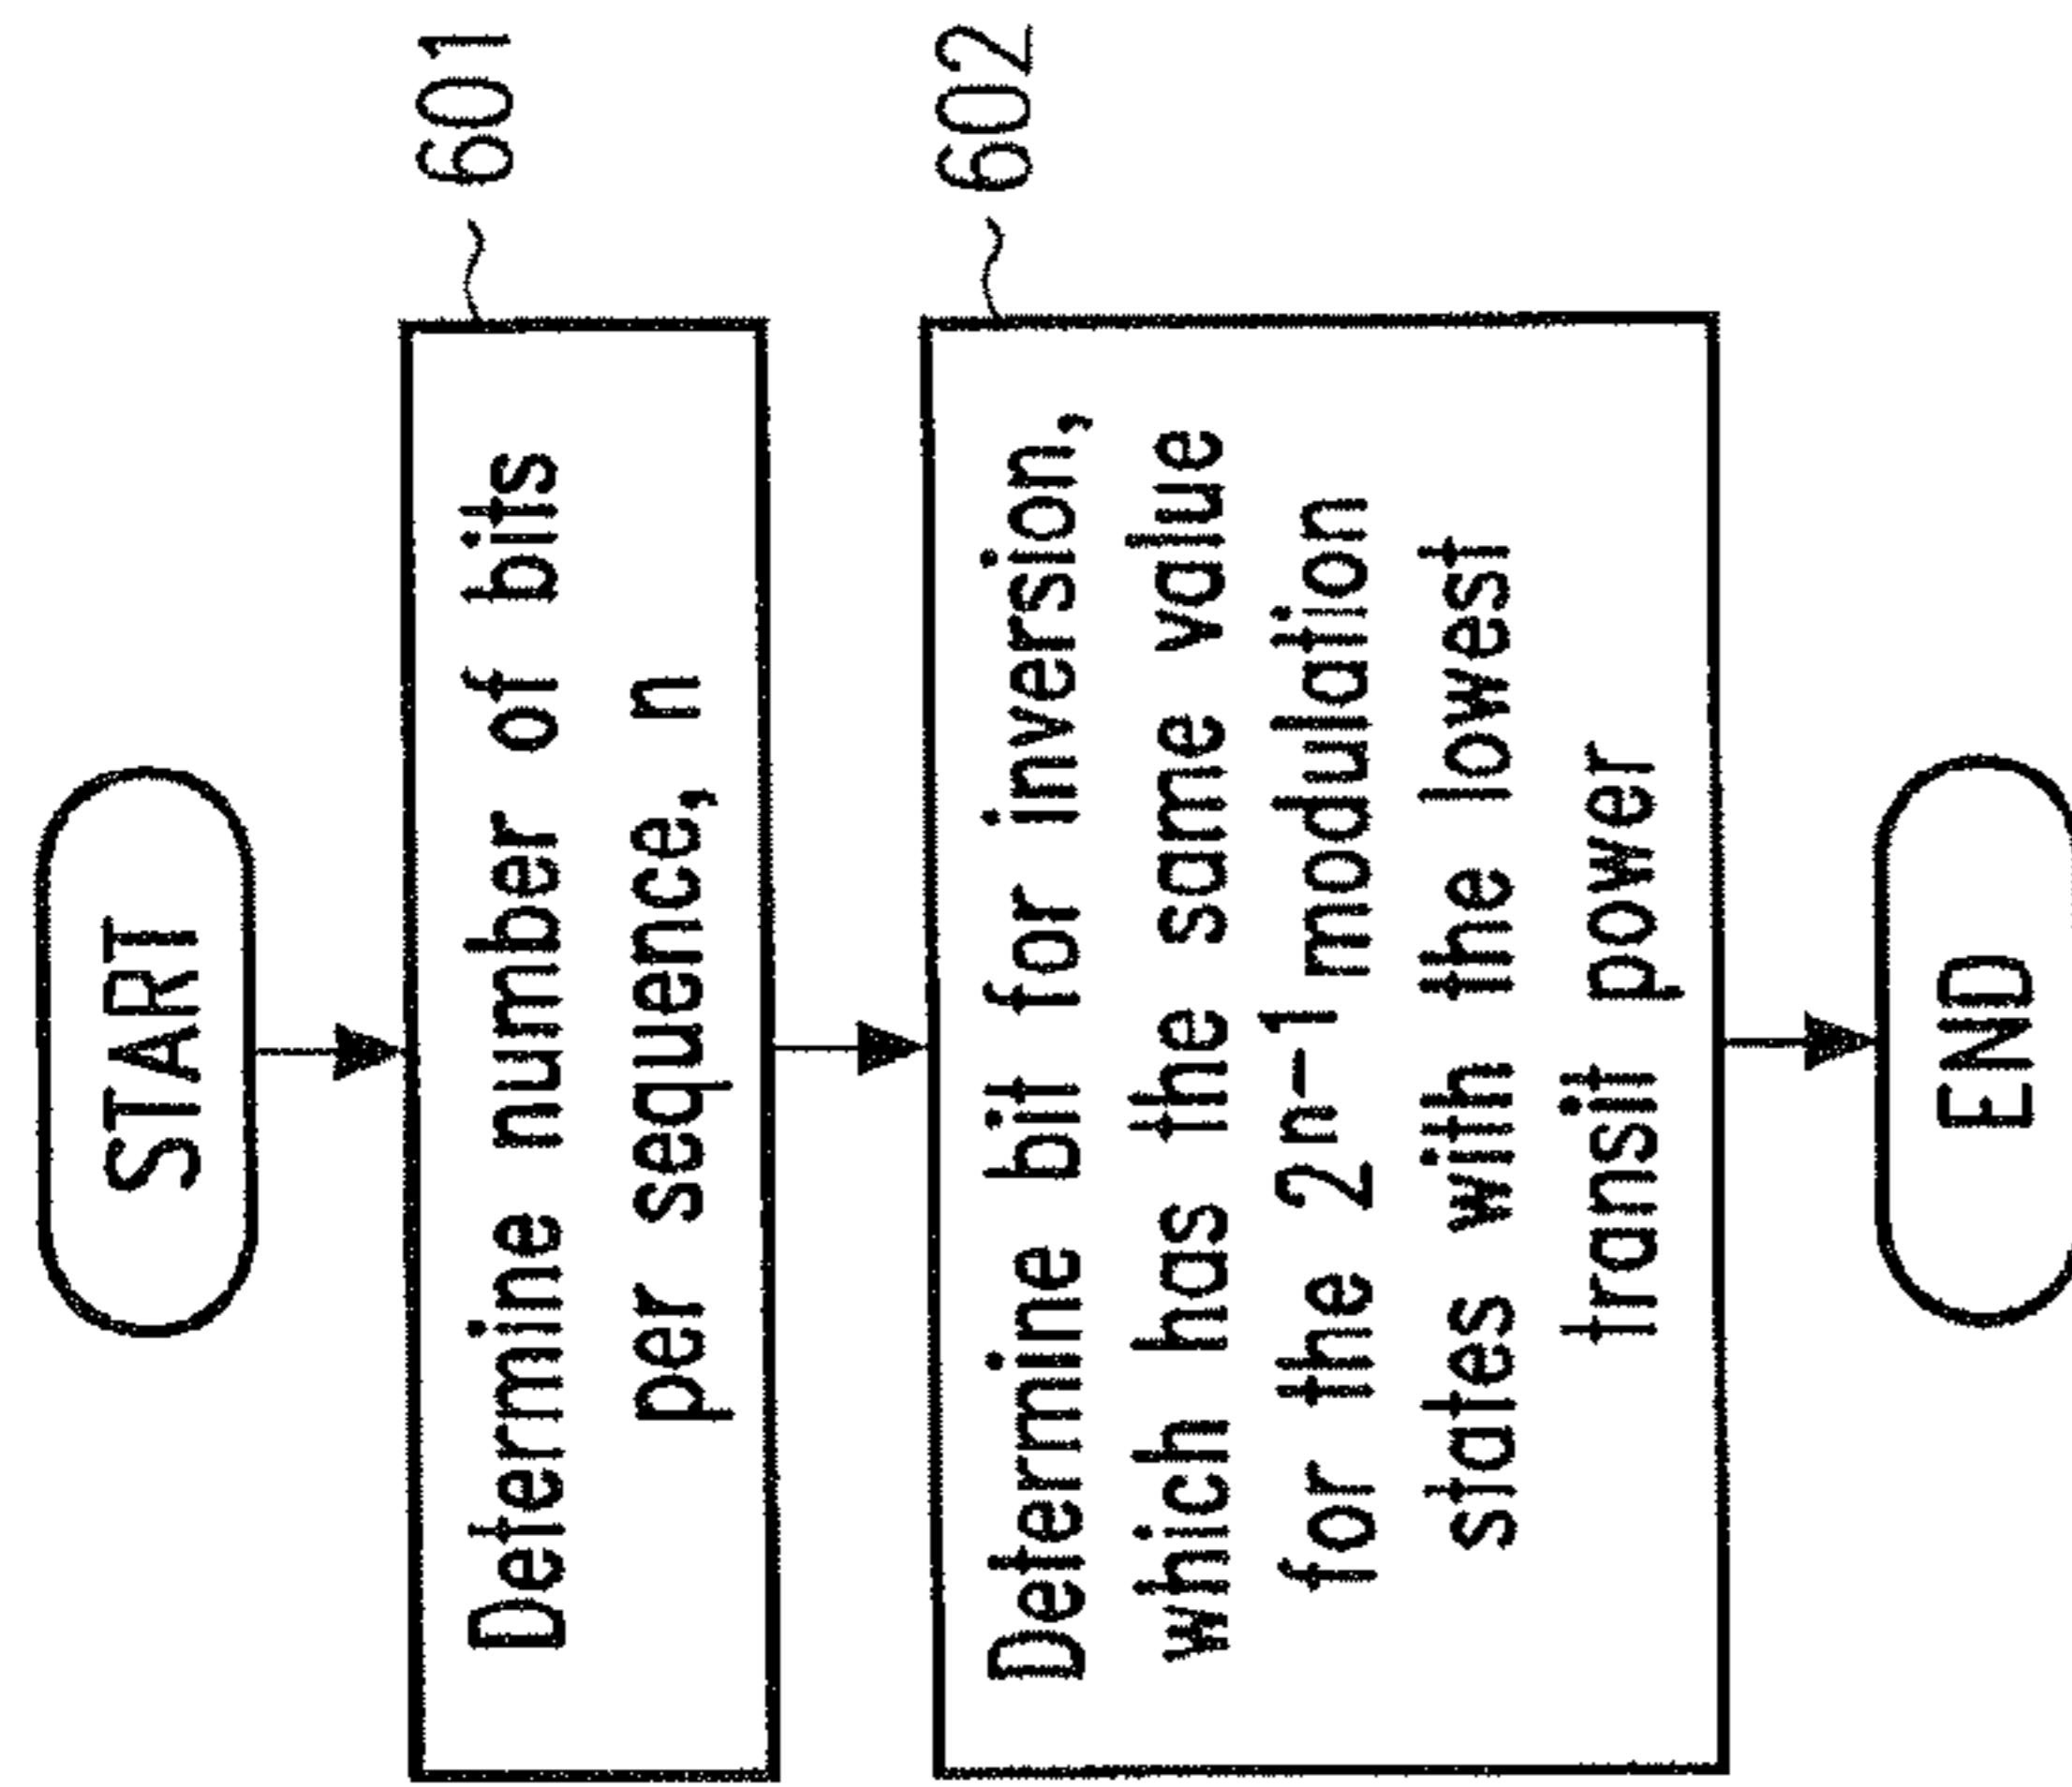 START
601
Determine number of bits
per sequence, n
602
Determine bit for inversion,
which has the same value
for the 2ⁿ⁻¹ modulation
states with the lowest
transit power
END